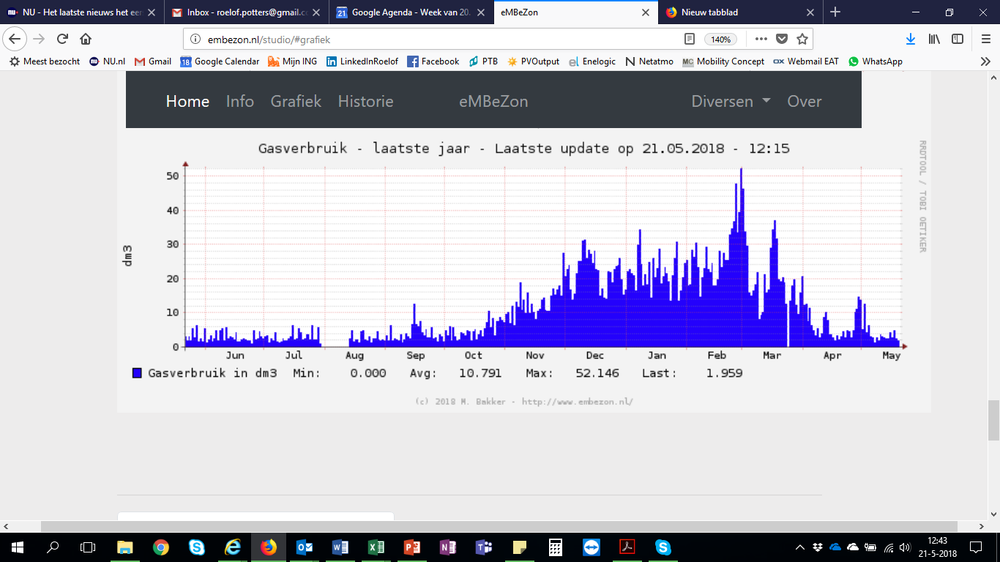 NU - Het laatste nieuws het eer
Inbox - roelof.potters@gmail.c
Google Agenda - Week van 20.
eMBeZon
Nieuw tabblad
embezon.nl/studio/#grafiek
140%
Meest bezocht NU.nl Gmail Google Calendar Mijn ING LinkedInRoelof Facebook PTB PVOutput Enelogic Netatmo Mobility Concept Webmail EAT WhatsApp
Home Info Grafiek Historie eMBeZon Diversen Over
Gasverbruik - laatste jaar - Laatste update op 21.05.2018 - 12:15
RRDTOOL / TOBI OETIKER
dm3
50
40
30
20
10
0
Jun Jul Aug Sep Oct Nov Dec Jan Feb Mar Apr May
Gasverbruik in dm3 Min: 0.000 Avg: 10.791 Max: 52.146 Last: 1.959
(c) 2018 M. Bakker - http://www.embezon.nl/
12:43
21-5-2018